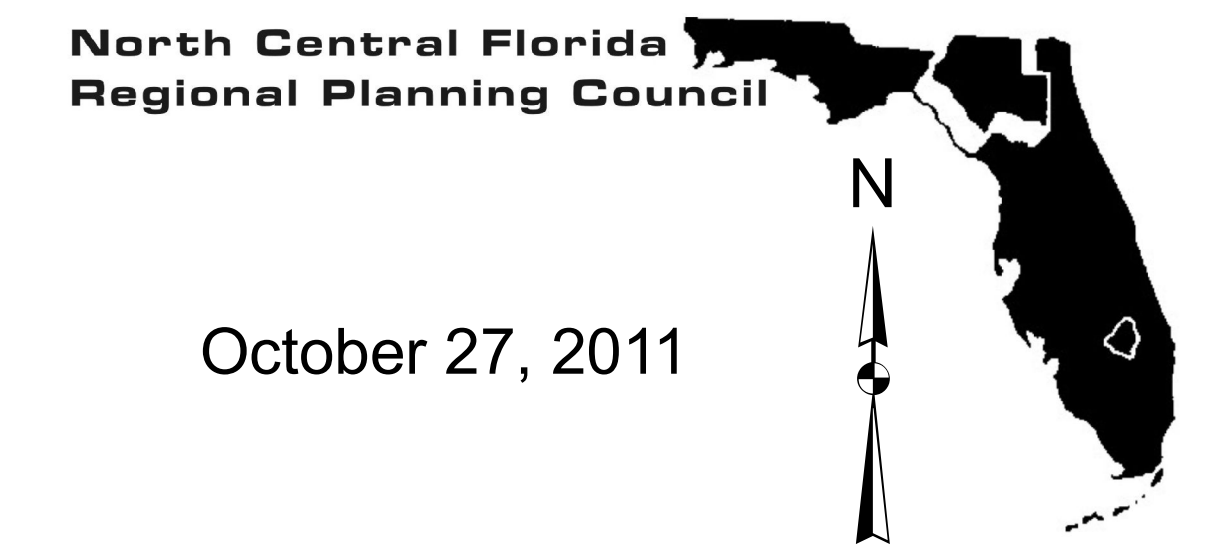 North Central Florida
Regional Planning Council
N
October 27, 2011